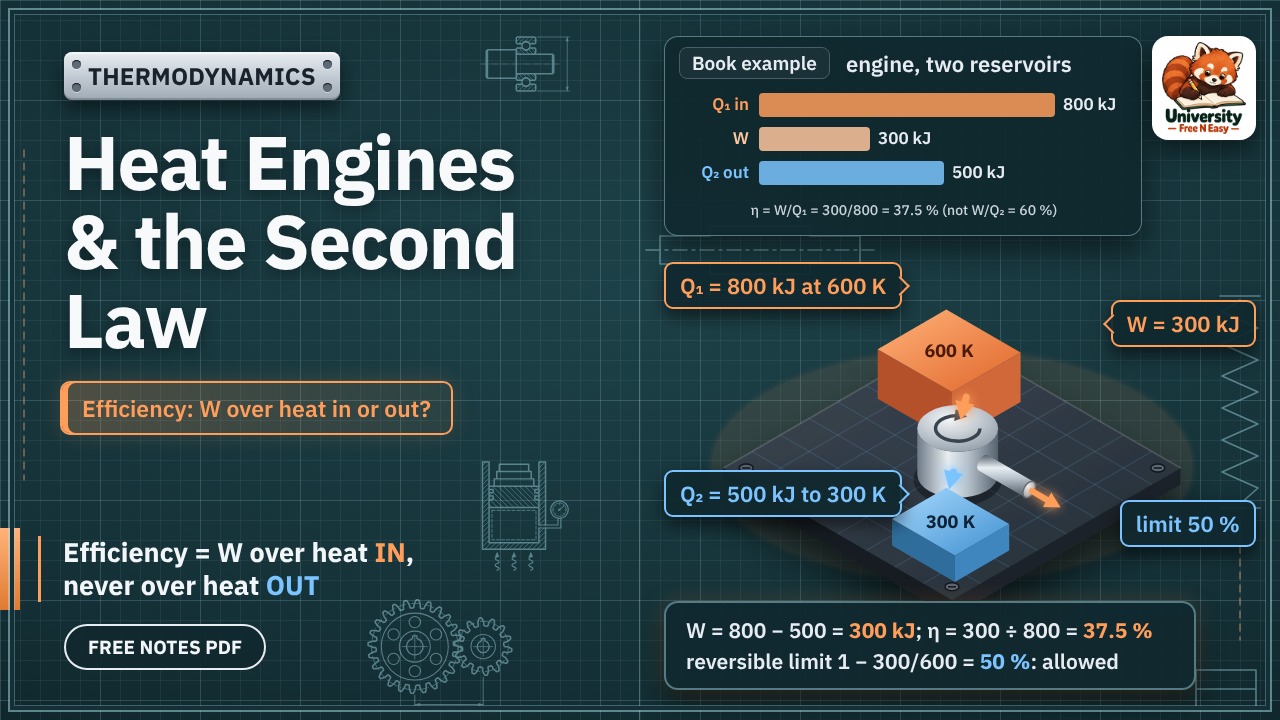 THERMODYNAMICS
Heat Engines
& the Second
Law
Efficiency: W over heat in or out?
Efficiency = W over heat IN,
never over heat OUT
FREE NOTES PDF
Book example engine, two reservoirs
Q₁ in 800 kJ
W 300 kJ
Q₂ out 500 kJ
η = W/Q₁ = 300/800 = 37.5 % (not W/Q₂ = 60 %)
University
— Free N Easy —
Q₁ = 800 kJ at 600 K
W = 300 kJ
600 K
Q₂ = 500 kJ to 300 K
300 K
limit 50 %
W = 800 − 500 = 300 kJ; η = 300 ÷ 800 = 37.5 %
reversible limit 1 − 300/600 = 50 %: allowed